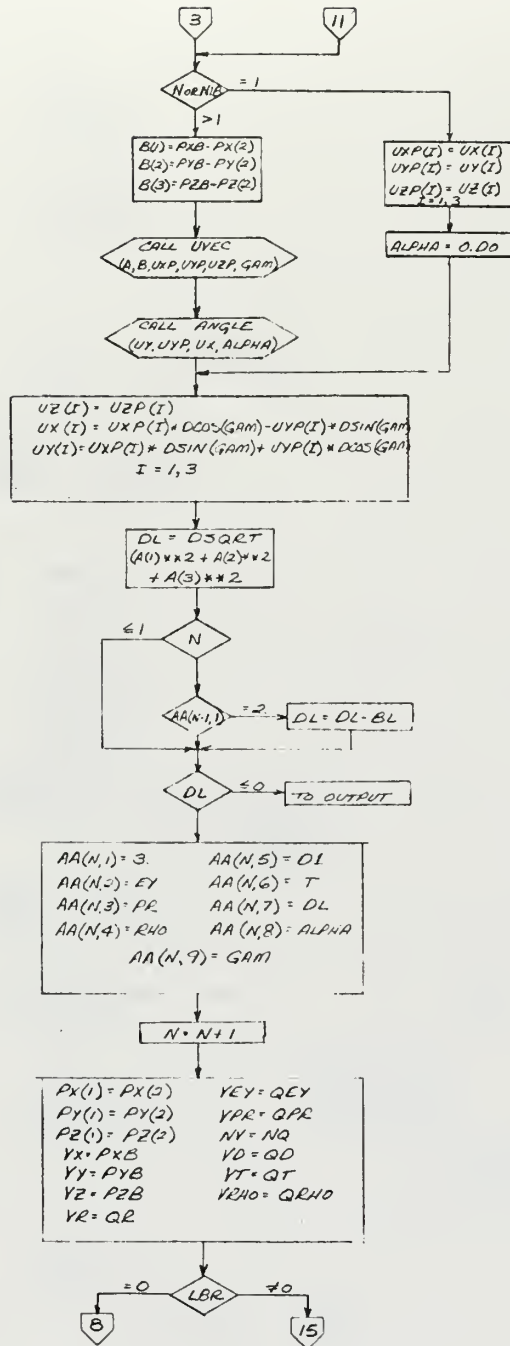 3
11
N or NIB
= 1
>1
B(1)=PXB-PX(2)
B(2)=PYB-PY(2)
B(3)=PZB-PZ(2)
UXP(I)=UX(I)
UYP(I)=UY(I)
UZP(I)=UZ(I)
I=1,3
CALL UVEC
(A,B,UXP,UYP,UZP,GAM)
ALPHA = 0.D0
CALL ANGLE
(UY,UYP,UX,ALPHA)
UZ(I) = UZP(I)
UX(I) = UXP(I)*DCOS(GAM)-UYP(I)*DSIN(GAM)
UY(I)=UXP(I)* DSIN(GAM)+UYP(I)*DCOS(GAM
I = 1, 3
DL = DSQRT
(A(1)**2 + A(2)**2
+ A(3)**2
≤1
N
AA(N-1,1)
=2.
DL = DL-BL
DL
≤0
TO OUTPUT
AA(N,1) = 3.
AA(N,5) = DI
AA(N,2)= EY
AA(N,6) = T
AA(N,3)= PR
AA(N,7) = DL
AA(N,4)= RHO
AA(N,8)= ALPHA
AA(N,9)= GAM
N = N+1
PX(1)=PX(2)
YEY=QEY
PY(1)=PY(2)
YPR=QPR
PZ(1)=PZ(2)
NY=NQ
YX=PXB
YD=QD
YY=PYB
YT=QT
YZ=PZB
YRHO=QRHO
YR=QR
=0
LBR
≠0
8
15